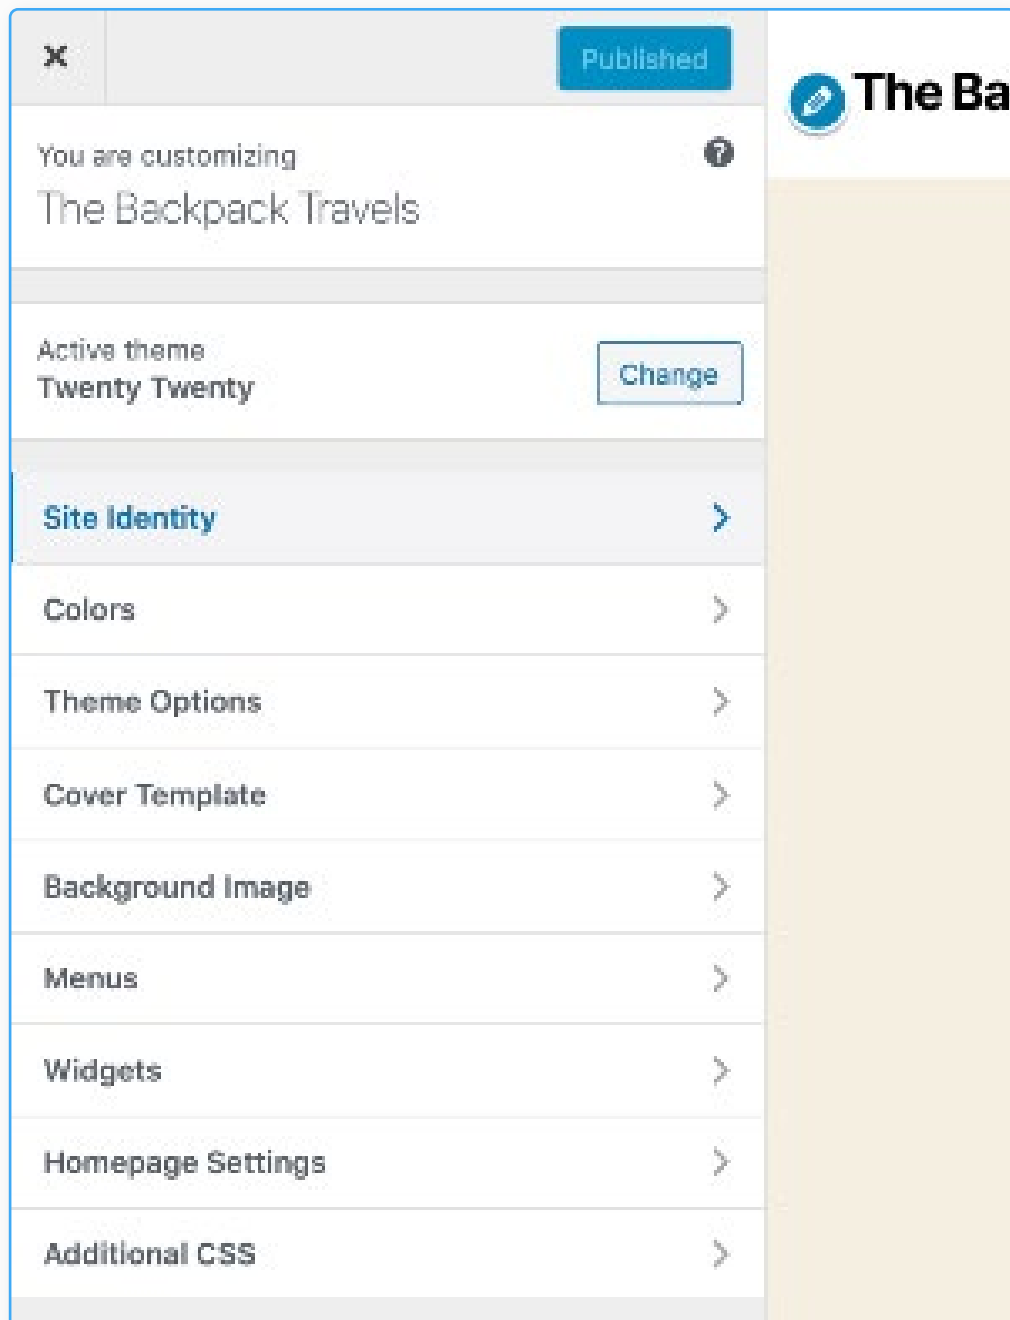 Published
You are customizing
The Backpack Travels
The Ba
Active theme
Twenty Twenty
Change
Site Identity
Colors
Theme Options
Cover Template
Background Image
Menus
Widgets
Homepage Settings
Additional CSS